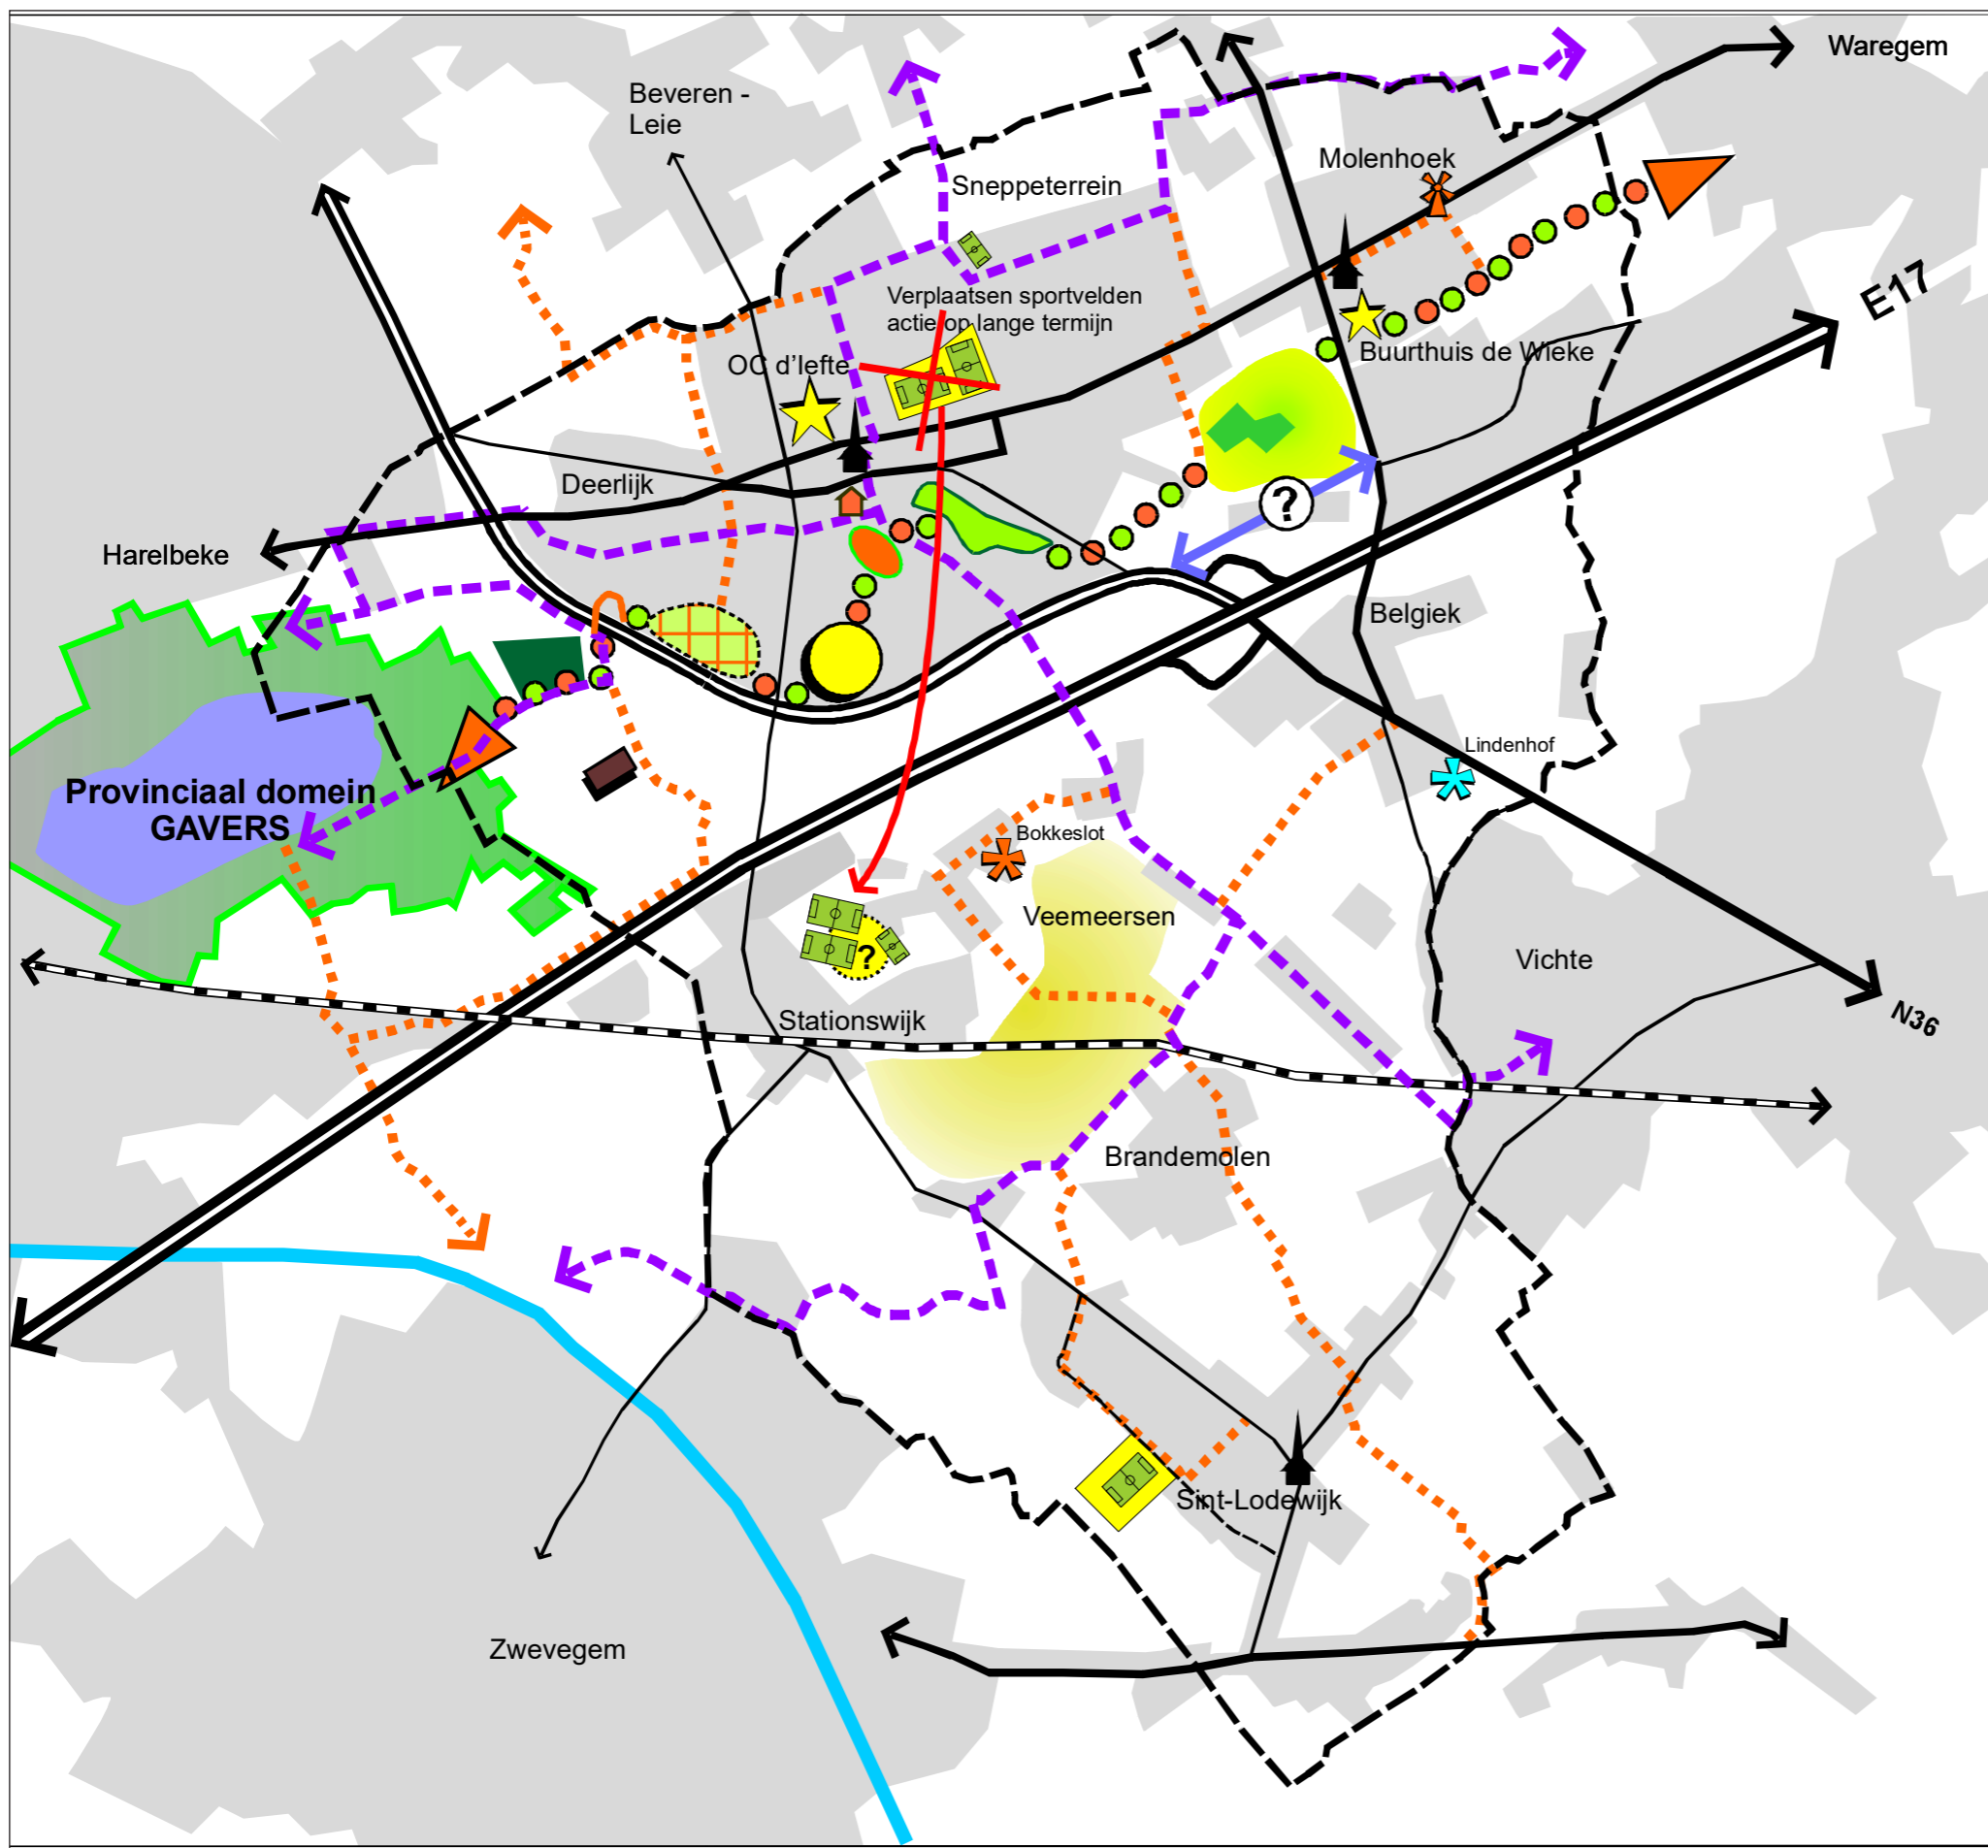 Waregem
Beveren -
Leie
Molenhoek
Sneppeterrein
E17
Verplaatsen sportvelden
actie op lange termijn
OC d'Iefte
Buurthuis de Wieke
Deerlijk
?
Harelbeke
Belgiek
Lindenhof
Provinciaal domein
GAVERS
Bokkeslot
Veemeersen
?
Vichte
Stationswijk
N36
Brandemolen
Sint-Lodewijk
Zwevegem